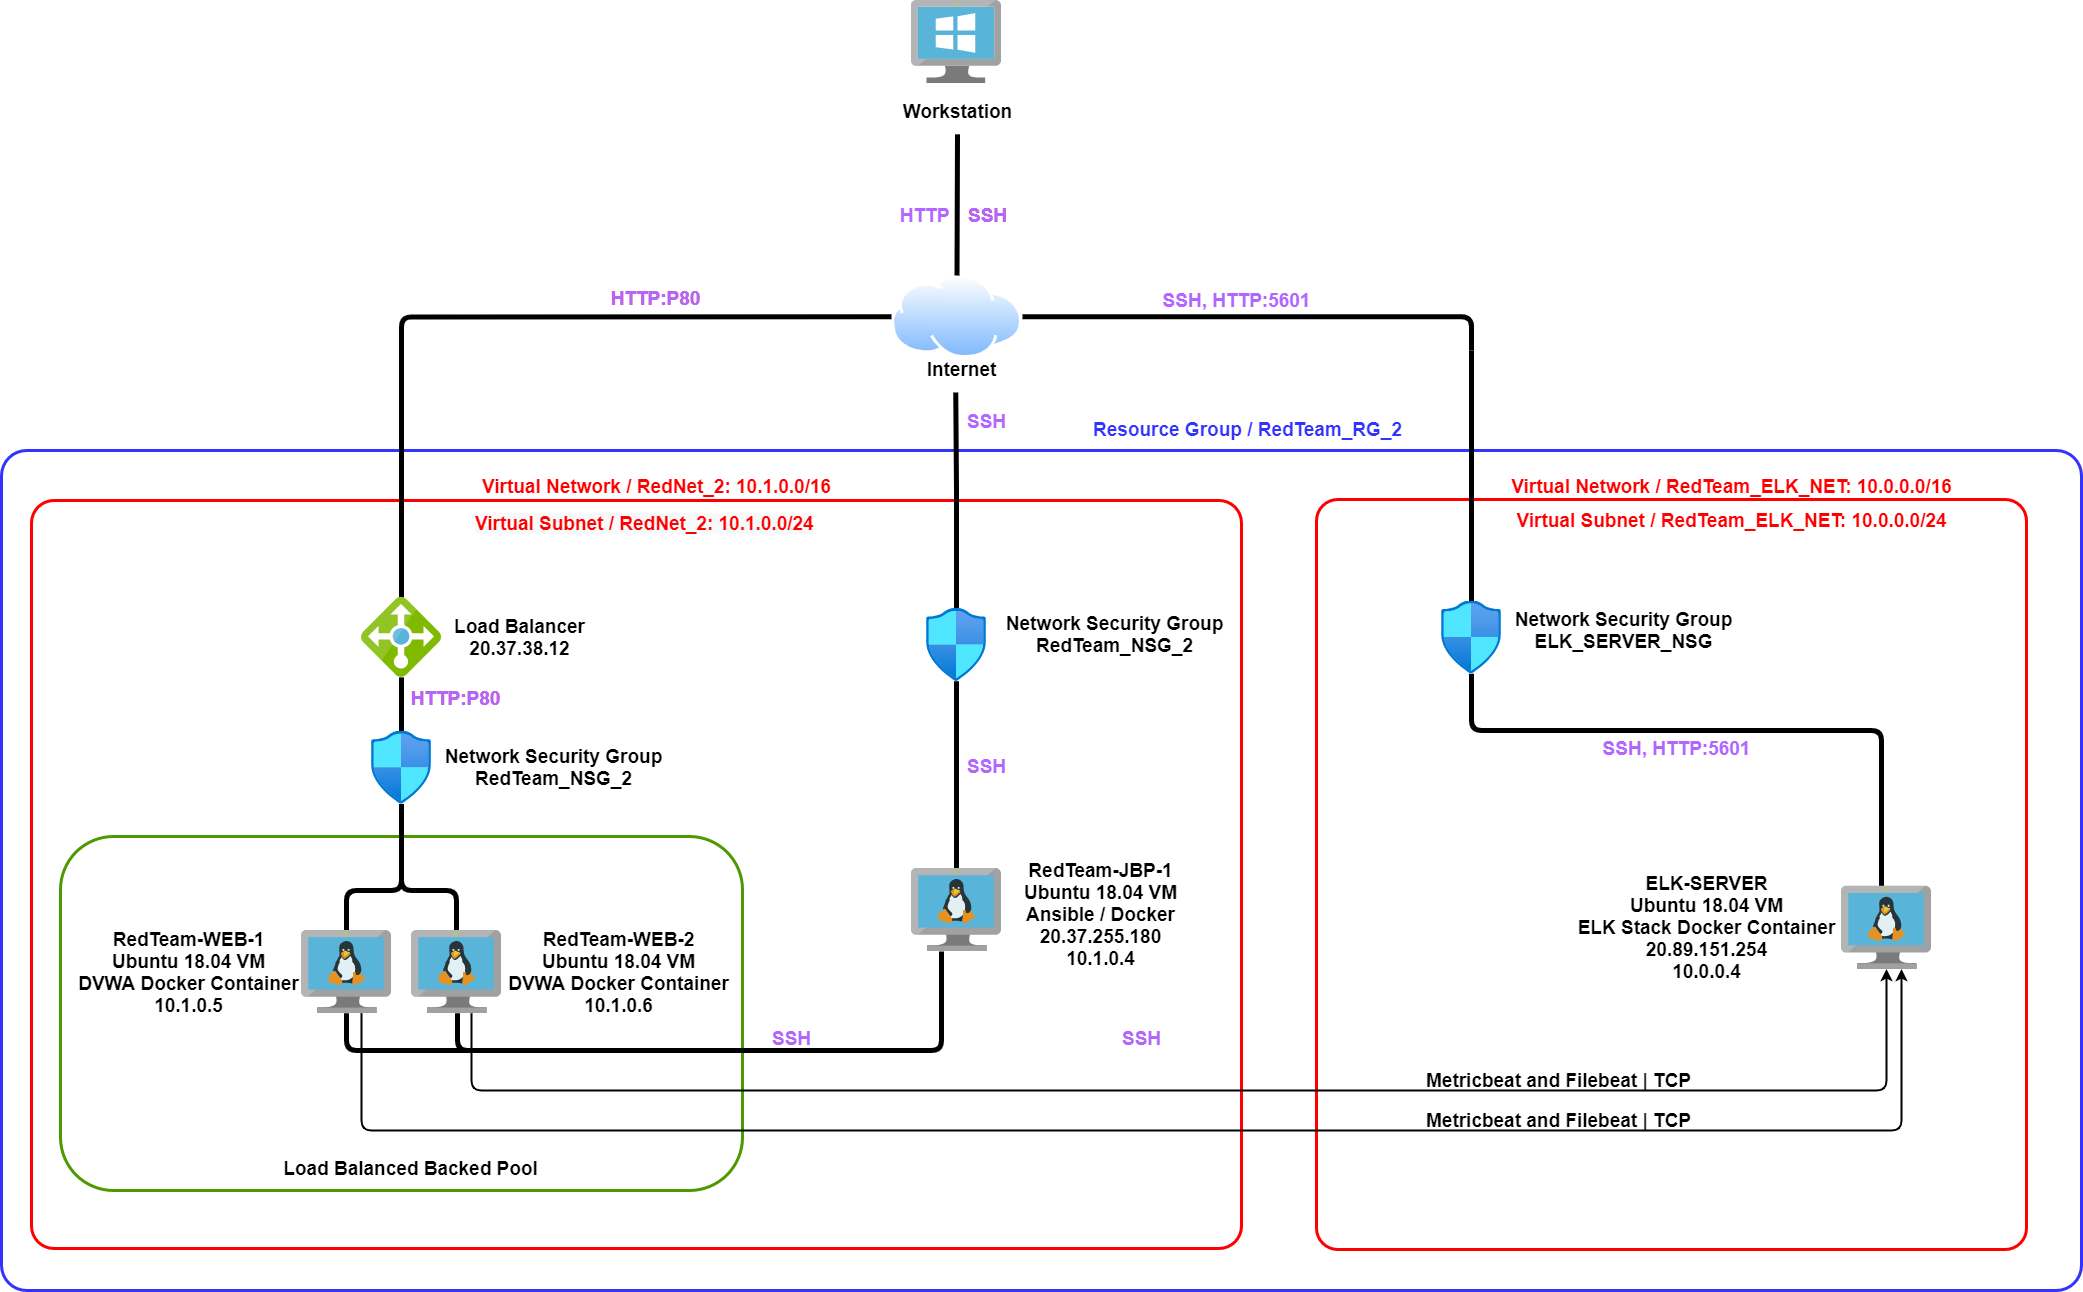 Workstation
HTTP
SSH
HTTP:P80
SSH, HTTP:5601
Internet
SSH
Resource Group / RedTeam_RG_2
Virtual Network / RedNet_2: 10.1.0.0/16
Virtual Subnet / RedNet_2: 10.1.0.0/24
Virtual Network / RedTeam_ELK_NET: 10.0.0.0/16
Virtual Subnet / RedTeam_ELK_NET: 10.0.0.0/24
Load Balancer
20.37.38.12
Network Security Group
RedTeam_NSG_2
Network Security Group
ELK_SERVER_NSG
HTTP:P80
Network Security Group
RedTeam_NSG_2
SSH
SSH, HTTP:5601
RedTeam-WEB-1
Ubuntu 18.04 VM
DVWA Docker Container
10.1.0.5
RedTeam-WEB-2
Ubuntu 18.04 VM
DVWA Docker Container
10.1.0.6
RedTeam-JBP-1
Ubuntu 18.04 VM
Ansible / Docker
20.37.255.180
10.1.0.4
ELK-SERVER
Ubuntu 18.04 VM
ELK Stack Docker Container
20.89.151.254
10.0.0.4
SSH
SSH
Metricbeat and Filebeat | TCP
Metricbeat and Filebeat | TCP
Load Balanced Backed Pool